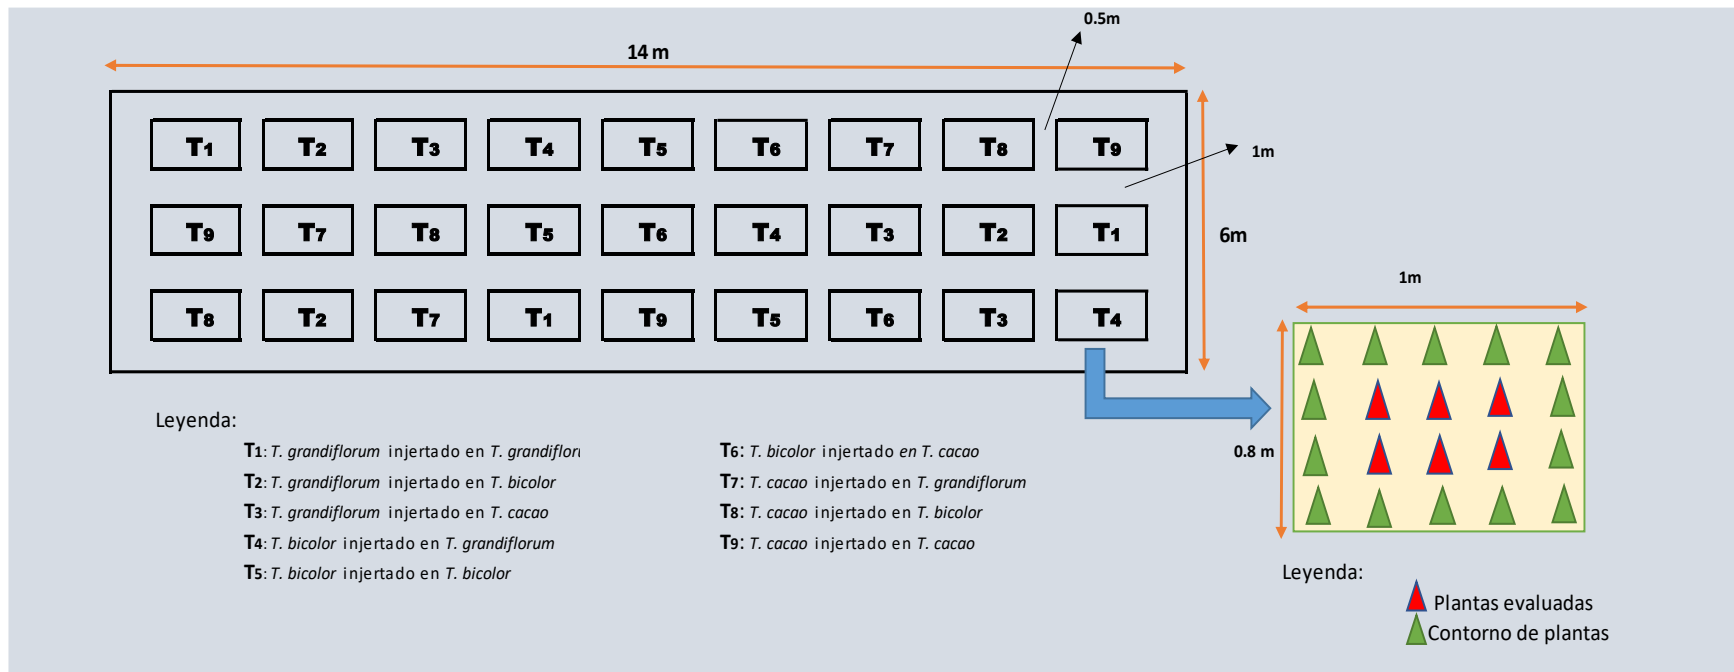 0.5m
14 m
T1 T2 T3 T4 T5 T6 T7 T8 T9
1m
T9 T7 T8 T5 T6 T4 T3 T2 T1
6m
1m
T8 T2 T7 T1 T9 T5 T6 T3 T4
Leyenda:
T1: T. grandiflorum injertado en T. grandiflor
T2: T. grandiflorum injertado en T. bicolor
T3: T. grandiflorum injertado en T. cacao
T4: T. bicolor injertado en T. grandiflorum
T5: T. bicolor injertado en T. bicolor
T6: T. bicolor injertado en T. cacao
T7: T. cacao injertado en T. grandiflorum
T8: T. cacao injertado en T. bicolor
T9: T. cacao injertado en T. cacao
0.8 m
Leyenda:
Plantas evaluadas
Contorno de plantas